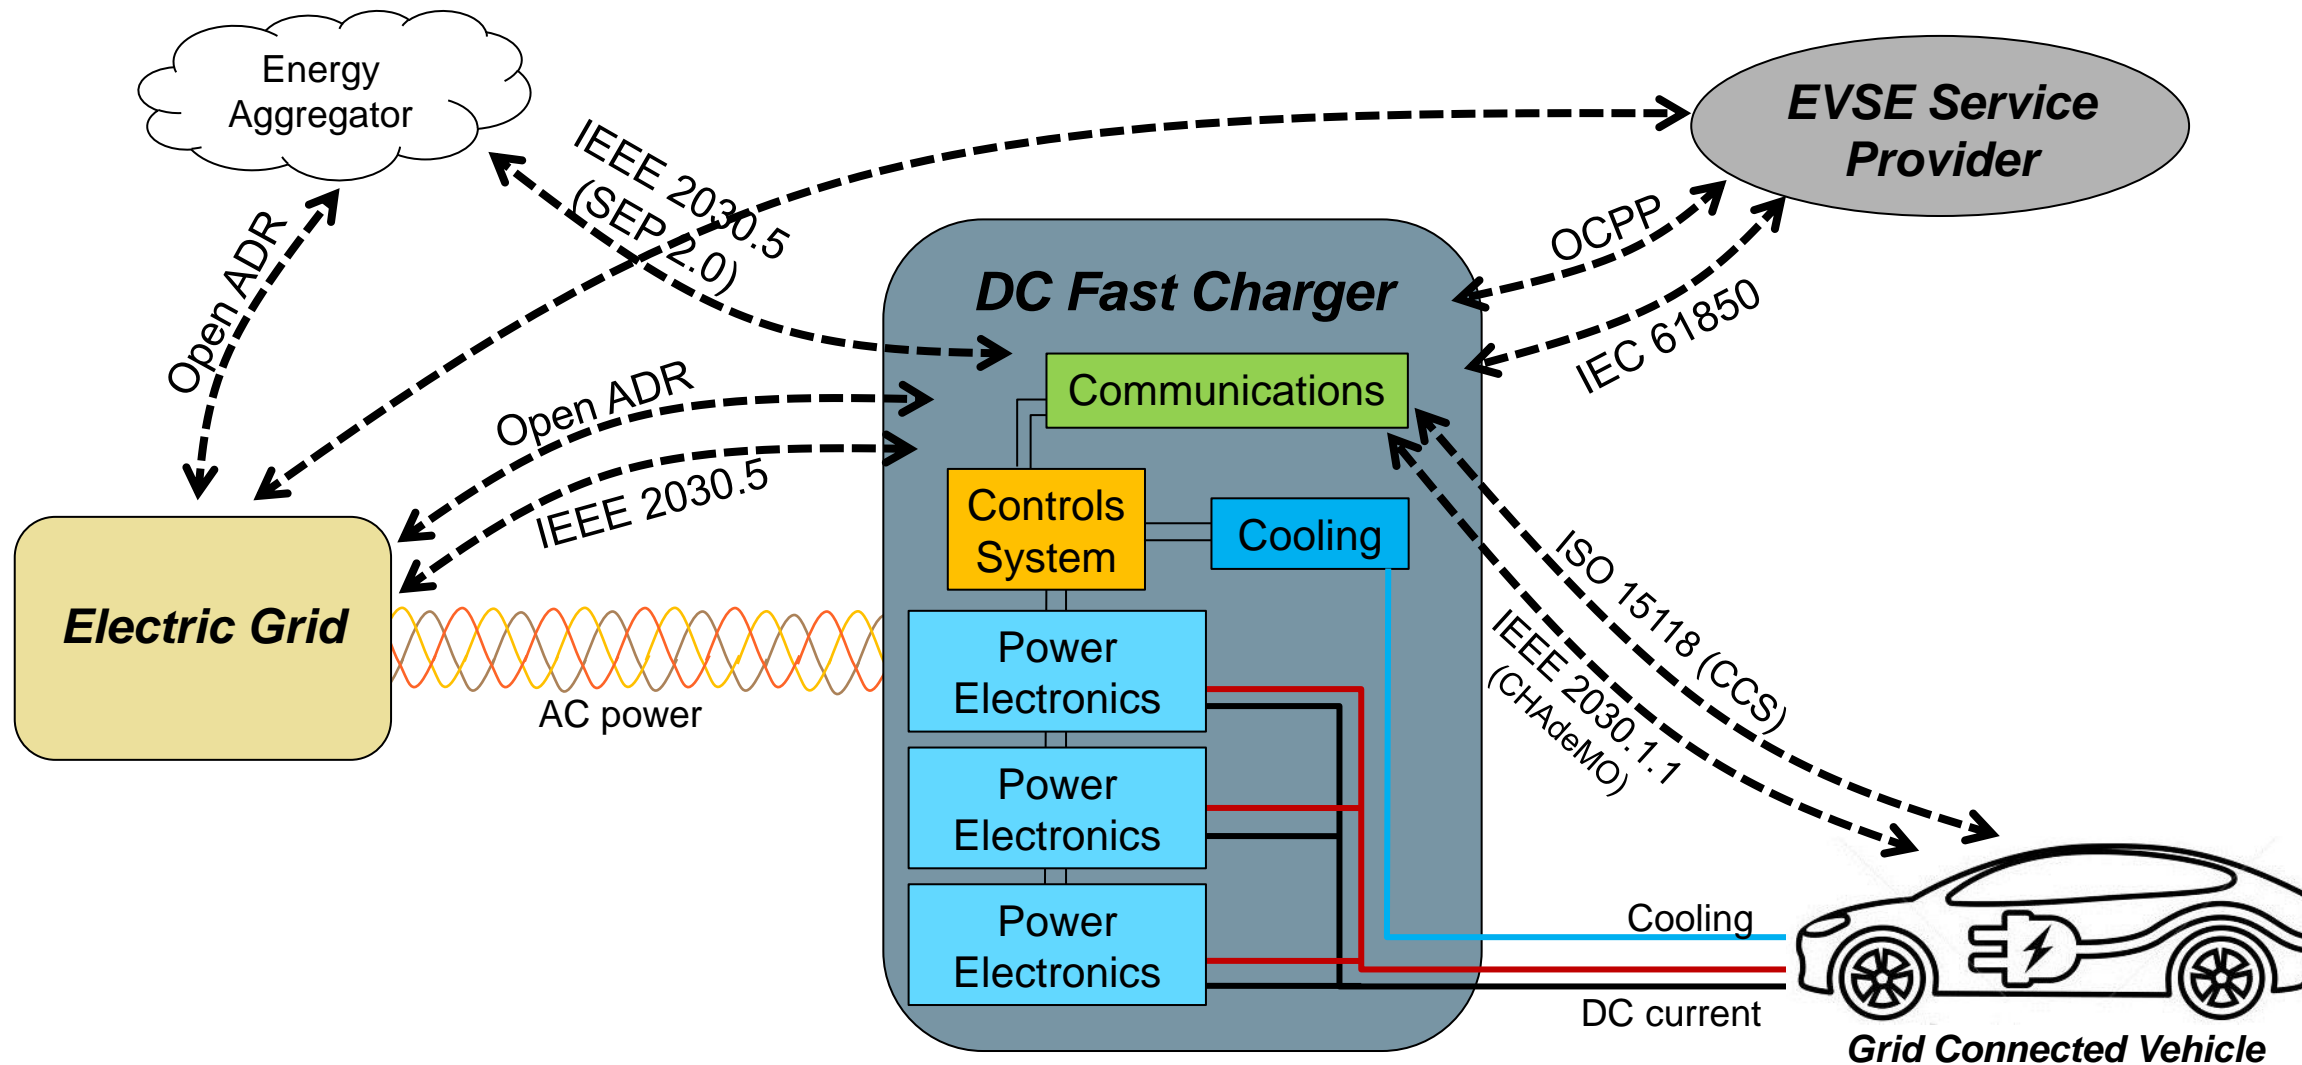 Energy
Aggregator
EVSE Service
Provider
IEEE 2030.5
(SEP 2.0)
Open ADR
OCPP
IEC 61850
DC Fast Charger
Communications
Open ADR
IEEE 2030.5
Controls
System
Cooling
Electric Grid
AC power
Power
Electronics
Power
Electronics
Power
Electronics
ISO 15118 (CCS)
IEEE 2030.1.1
(CHAdeMO)
Cooling
DC current
Grid Connected Vehicle